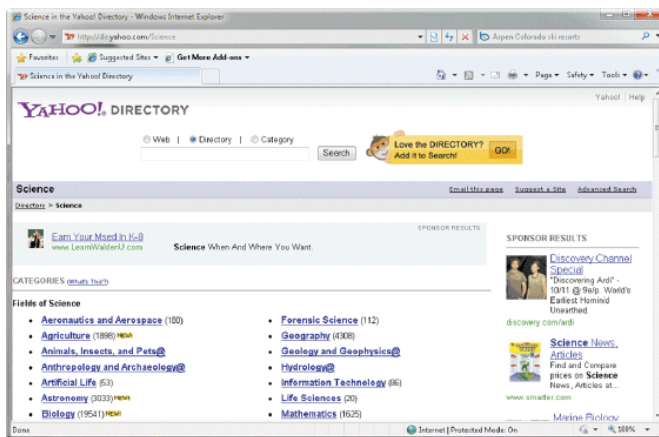 Science in the Yahoo! Directory - Windows Internet Explorer
http://dir.yahoo.com/Science
Aspen Colorado ski resorts
Favorites Suggested Sites Get More Add-ons
Science in the Yahoo! Directory
Page Safety Tools
Yahoo! | Help
YAHOO! DIRECTORY
Web | Directory | Category
Search
Love the DIRECTORY?
Add it to Search!
GO!
Science
Email this page Suggest a Site Advanced Search
Directory > Science
SPONSOR RESULTS
Earn Your Msed In K-8
www.LearnWaldenU.com
Science When And Where You Want.
CATEGORIES (What's This?)
Fields of Science
Aeronautics and Aerospace (180)
Agriculture (1898) NEW!
Animals, Insects, and Pets@
Anthropology and Archaeology@
Artificial Life (53)
Astronomy (3033) NEW!
Biology (19541) NEW!
Forensic Science (112)
Geography (4308)
Geology and Geophysics@
Hydrology@
Information Technology (86)
Life Sciences (20)
Mathematics (1625)
SPONSOR RESULTS
Discovery Channel
Special
"Discovering Ardi" -
10/11 @ 9e/p. World's
Earliest Hominid
Unearthed.
discovery.com/ardi
Science News,
Articles
Find and Compare
prices on Science
News, Articles at...
www.smarter.com
Marine Biology
Done
Internet | Protected Mode: On
100%